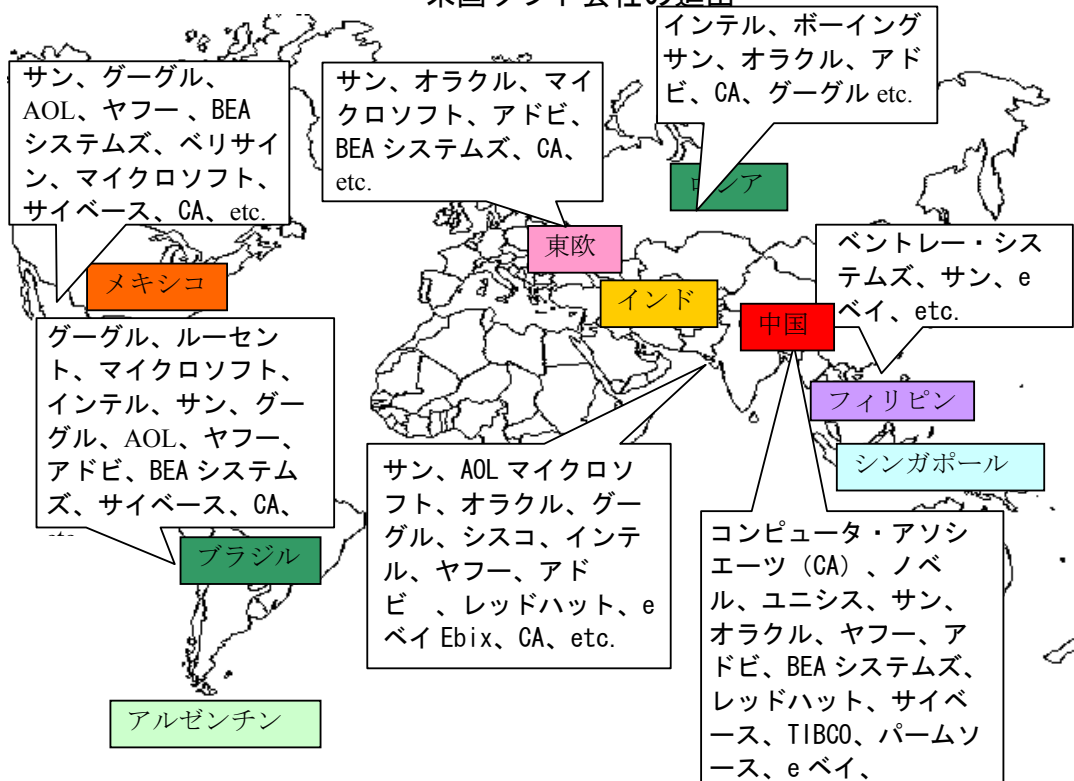 米国ソフト会社の進出
インテル、ボーイング
サン、オラクル、アド
ビ、CA、グーグル etc.
サン、グーグル、
AOL、ヤフー 、BEA
システムズ、ベリサイ
ン、マイクロソフト、
サイベース、CA、etc.
サン、オラクル、マイ
クロソフト、アドビ、
BEA システムズ、CA、
etc.
ロシア
東欧
ベントレー・シス
テムズ、サン、e
ベイ、etc.
メキシコ
インド
中国
グーグル、ルーセン
ト、マイクロソフト、
インテル、サン、グー
グル、AOL、ヤフー、
アドビ、BEA システム
ズ、サイベース、CA、
フィリピン
シンガポール
サン、AOL マイクロソ
フト、オラクル、グー
グル、シスコ、インテ
ル、ヤフー、アド
ビ 、レッドハット、e
ベイ Ebix、CA、etc.
コンピュータ・アソシ
エーツ（CA）、ノベ
ル、ユニシス、サン、
オラクル、ヤフー、ア
ドビ、BEA システムズ、
レッドハット、サイベ
ース、TIBCO、パームソ
ース、e ベイ、
ブラジル
アルゼンチン